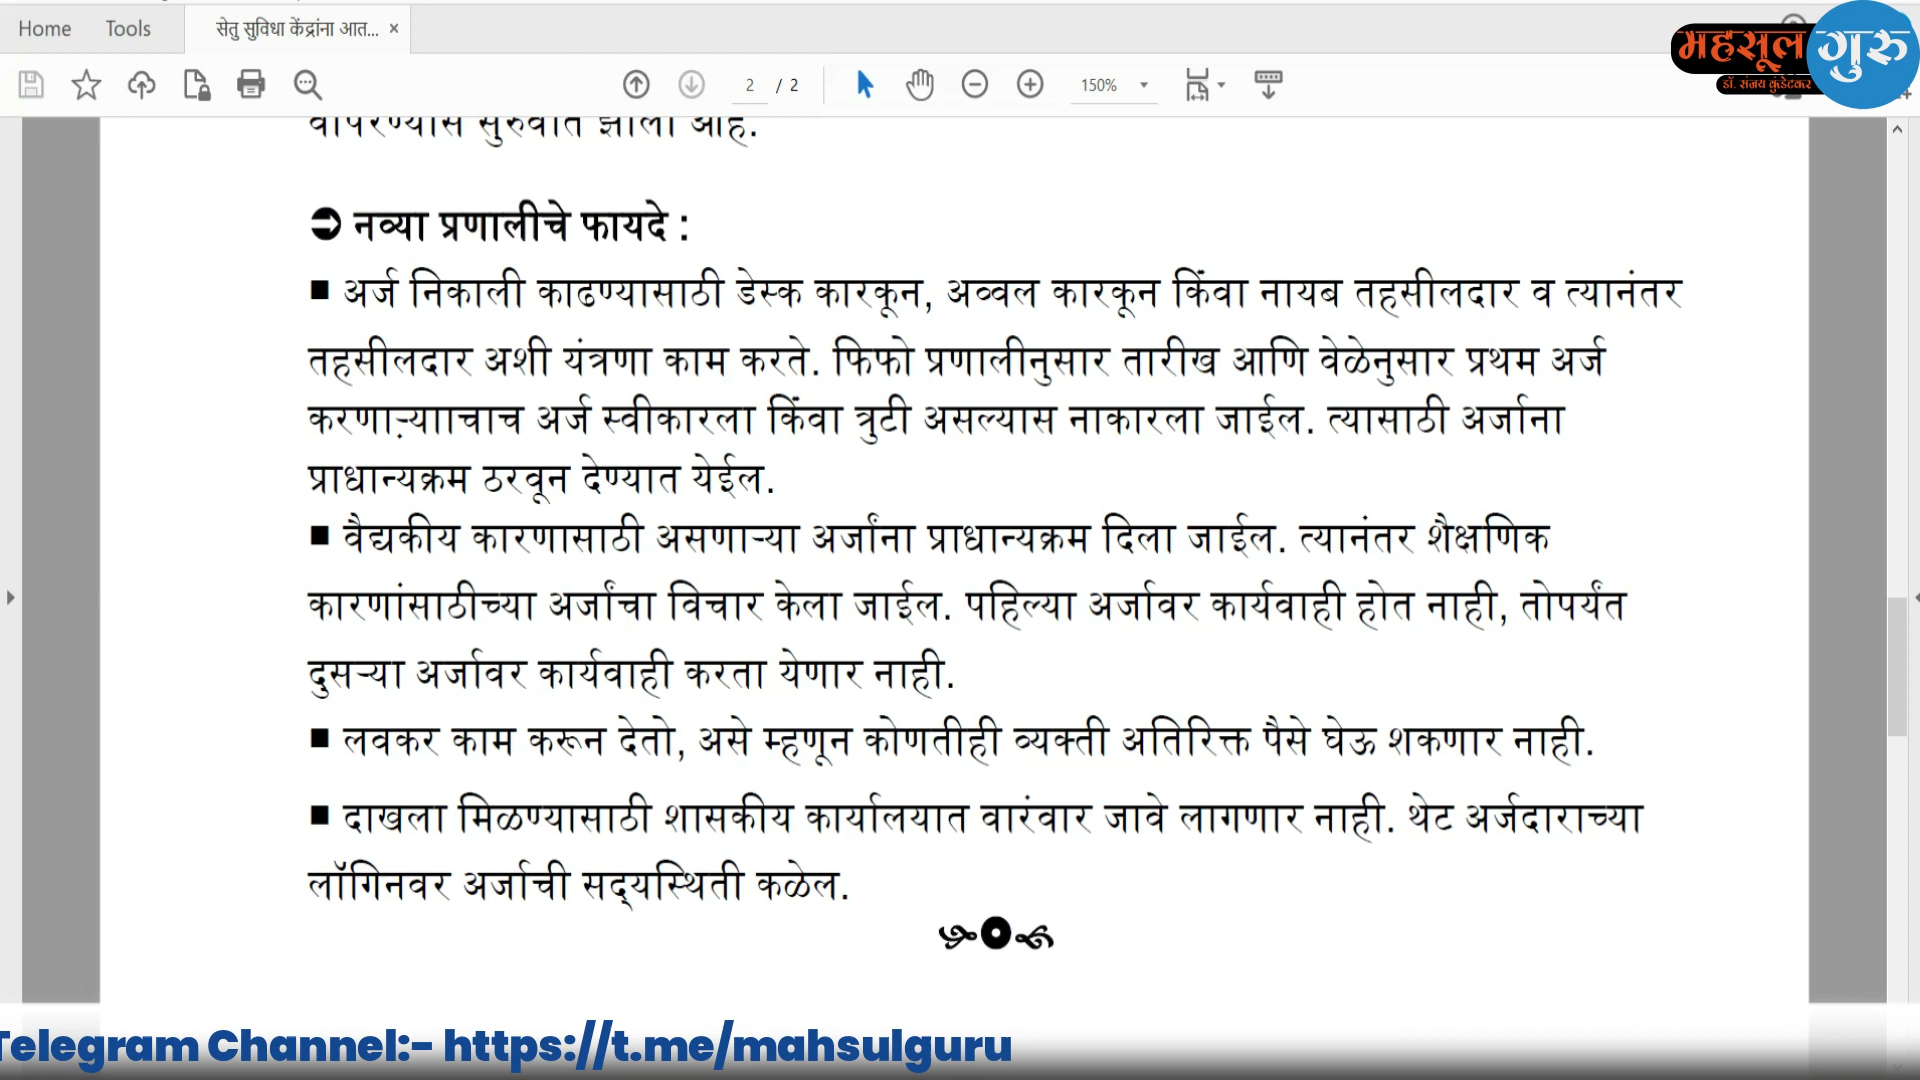 Home Tools सेतु सुविधा केंद्रांना आत... ×
महसूल गुरु
डॉ. संजय कुंडेटकर
2 / 2 150%
वापरण्यास सुरुवात झाली आहे.
➲ नव्या प्रणालीचे फायदे :
■ अर्ज निकाली काढण्यासाठी डेस्क कारकून, अव्वल कारकून किंवा नायब तहसीलदार व त्यानंतर
तहसीलदार अशी यंत्रणा काम करते. फिफो प्रणालीनुसार तारीख आणि वेळेनुसार प्रथम अर्ज
करणाऱ्यााचाच अर्ज स्वीकारला किंवा त्रुटी असल्यास नाकारला जाईल. त्यासाठी अर्जाना
प्राधान्यक्रम ठरवून देण्यात येईल.
■ वैद्यकीय कारणासाठी असणाऱ्या अर्जांना प्राधान्यक्रम दिला जाईल. त्यानंतर शैक्षणिक
कारणांसाठीच्या अर्जांचा विचार केला जाईल. पहिल्या अर्जावर कार्यवाही होत नाही, तोपर्यंत
दुसऱ्या अर्जावर कार्यवाही करता येणार नाही.
■ लवकर काम करून देतो, असे म्हणून कोणतीही व्यक्ती अतिरिक्त पैसे घेऊ शकणार नाही.
■ दाखला मिळण्यासाठी शासकीय कार्यालयात वारंवार जावे लागणार नाही. थेट अर्जदाराच्या
लॉगिनवर अर्जाची सद्‌यस्थिती कळेल.
Telegram Channel:- https://t.me/mahsulguru